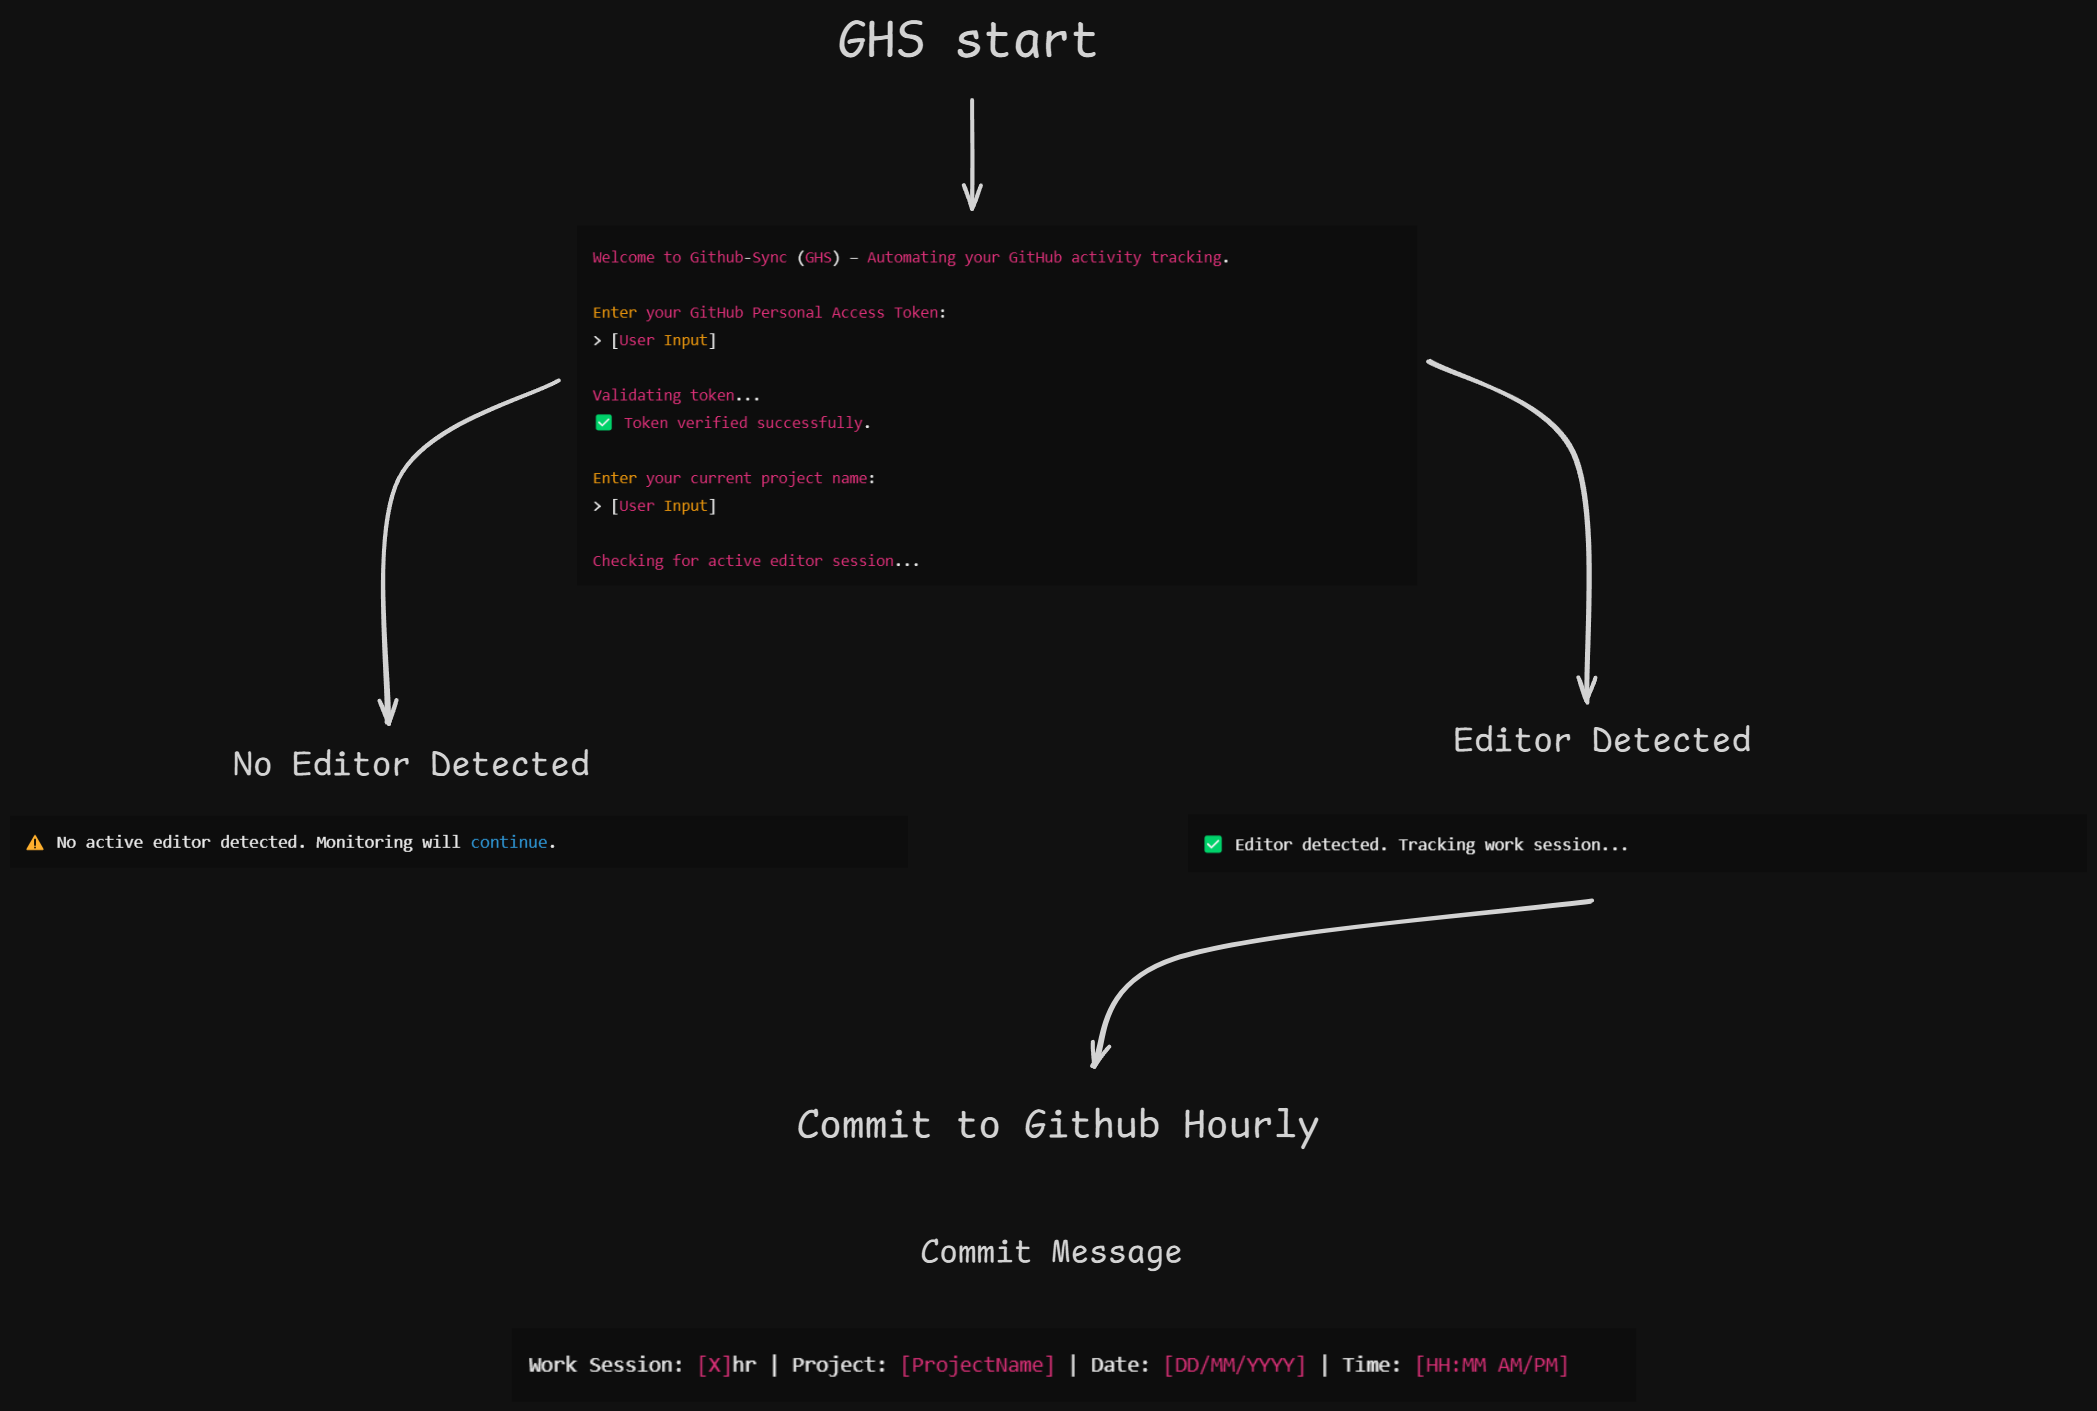 GHS start
Welcome to Github-Sync (GHS) – Automating your GitHub activity tracking.
Enter your GitHub Personal Access Token:
> [User Input]
Validating token...
✅ Token verified successfully.
Enter your current project name:
> [User Input]
Checking for active editor session...
No Editor Detected
⚠ No active editor detected. Monitoring will continue.
Editor Detected
✅ Editor detected. Tracking work session...
Commit to Github Hourly
Commit Message
Work Session: [X]hr | Project: [ProjectName] | Date: [DD/MM/YYYY] | Time: [HH:MM AM/PM]